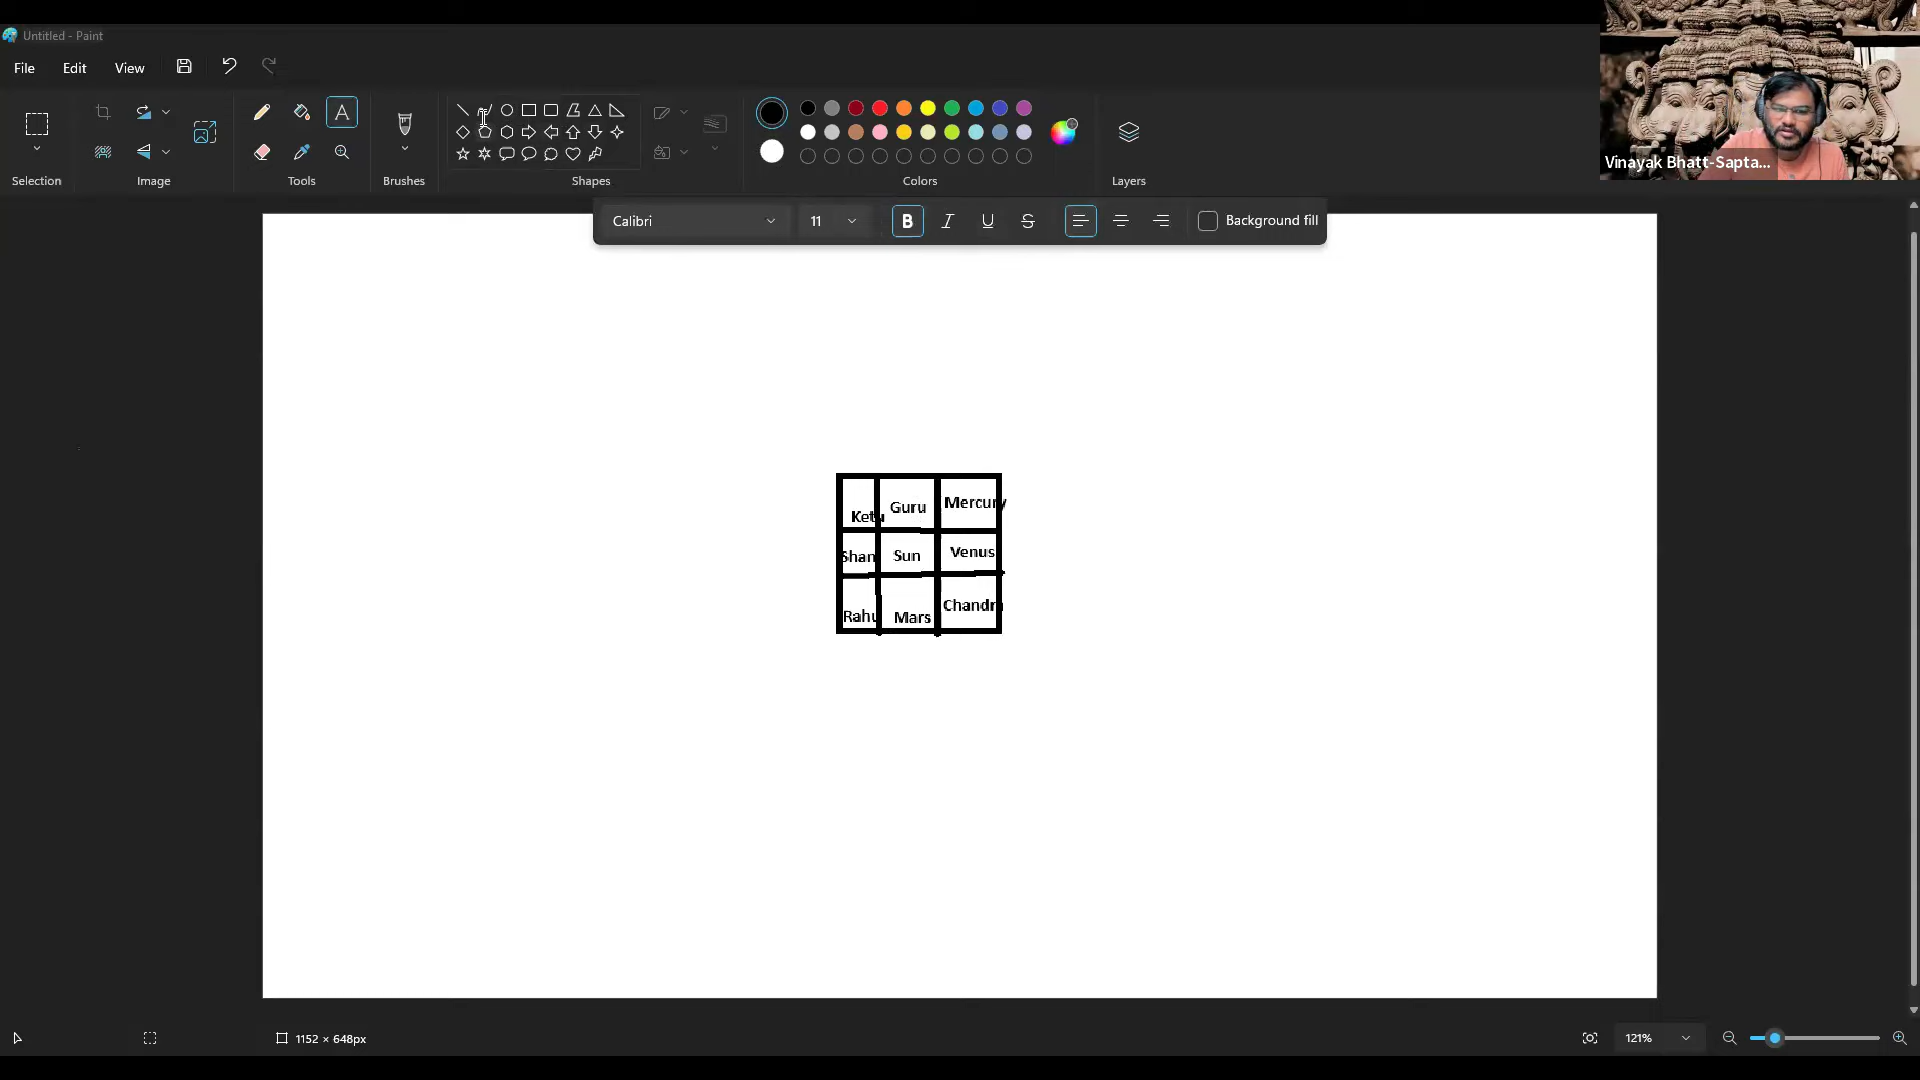 Untitled - Paint
File Edit View
Vinayak Bhatt-Sapta...
Selection Image Tools Brushes Shapes Colors Layers
Calibri 11 B I U S Background fill
A
Ketu Guru Mercury
Shani Sun Venus
Rahu Mars Chandra
1152 × 648px 121%